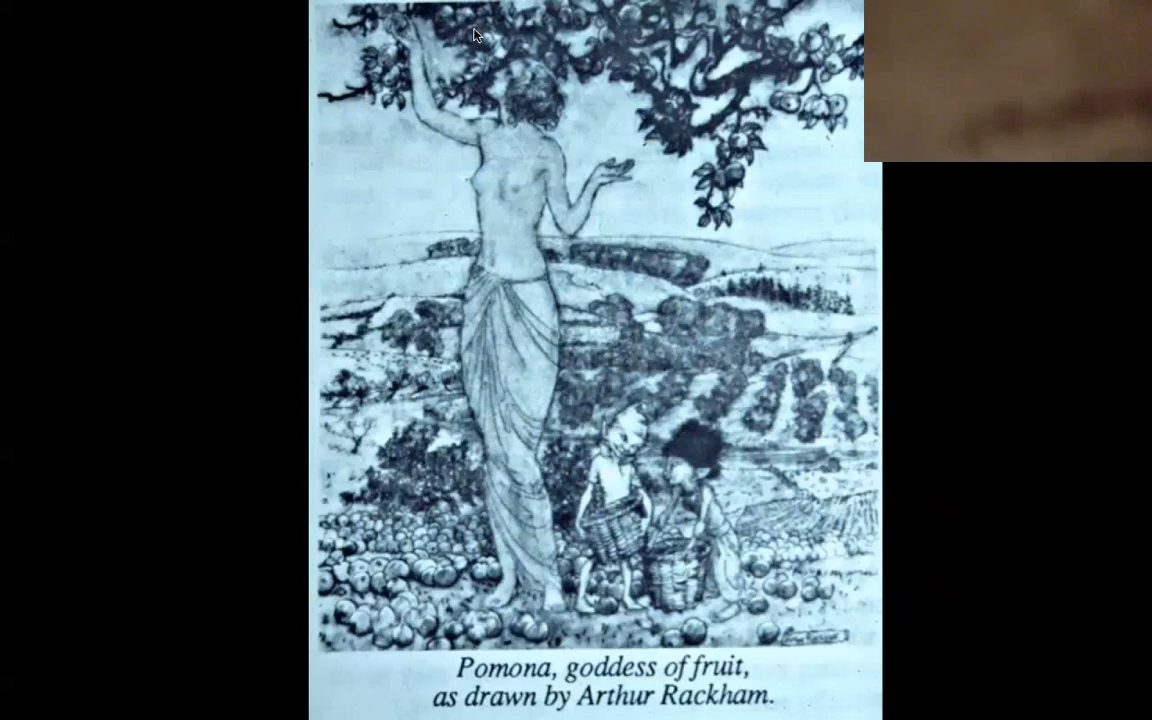 Pomona, goddess of fruit,
as drawn by Arthur Rackham.